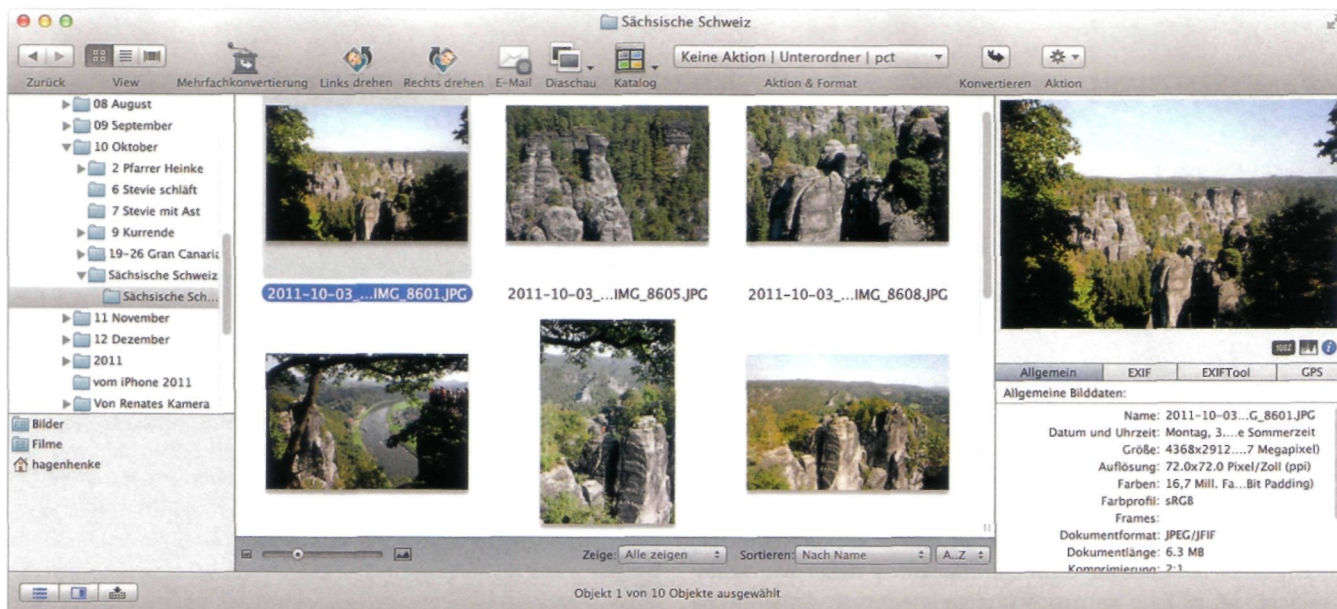 Sächsische Schweiz
Keine Aktion | Unterordner | pct
Zurück View Mehrfachkonvertierung Links drehen Rechts drehen E-Mail Diaschau Katalog Aktion & Format Konvertieren Aktion
08 August
09 September
10 Oktober
2 Pfarrer Heinke
6 Stevie schläft
7 Stevie mit Ast
9 Kurrende
19-26 Gran Canaria
Sächsische Schweiz
Sächsische Sch...
11 November
12 Dezember
2011
vom iPhone 2011
Von Renates Kamera
Bilder
Filme
hagenhenke
2011-10-03_...IMG_8601.JPG
2011-10-03_...IMG_8605.JPG
2011-10-03_...IMG_8608.JPG
Zeige: Alle zeigen Sortieren: Nach Name A..Z
Allgemein EXIF EXIFTool GPS
Allgemeine Bilddaten:
Name: 2011-10-03...G_8601.JPG
Datum und Uhrzeit: Montag, 3....e Sommerzeit
Größe: 4368x2912....7 Megapixel)
Auflösung: 72.0x72.0 Pixel/Zoll (ppi)
Farben: 16,7 Mill. Fa...Bit Padding)
Farbprofil: sRGB
Frames:
Dokumentformat: JPEG/JFIF
Dokumentlänge: 6.3 MB
Komprimierung: 2:1
Objekt 1 von 10 Objekte ausgewählt